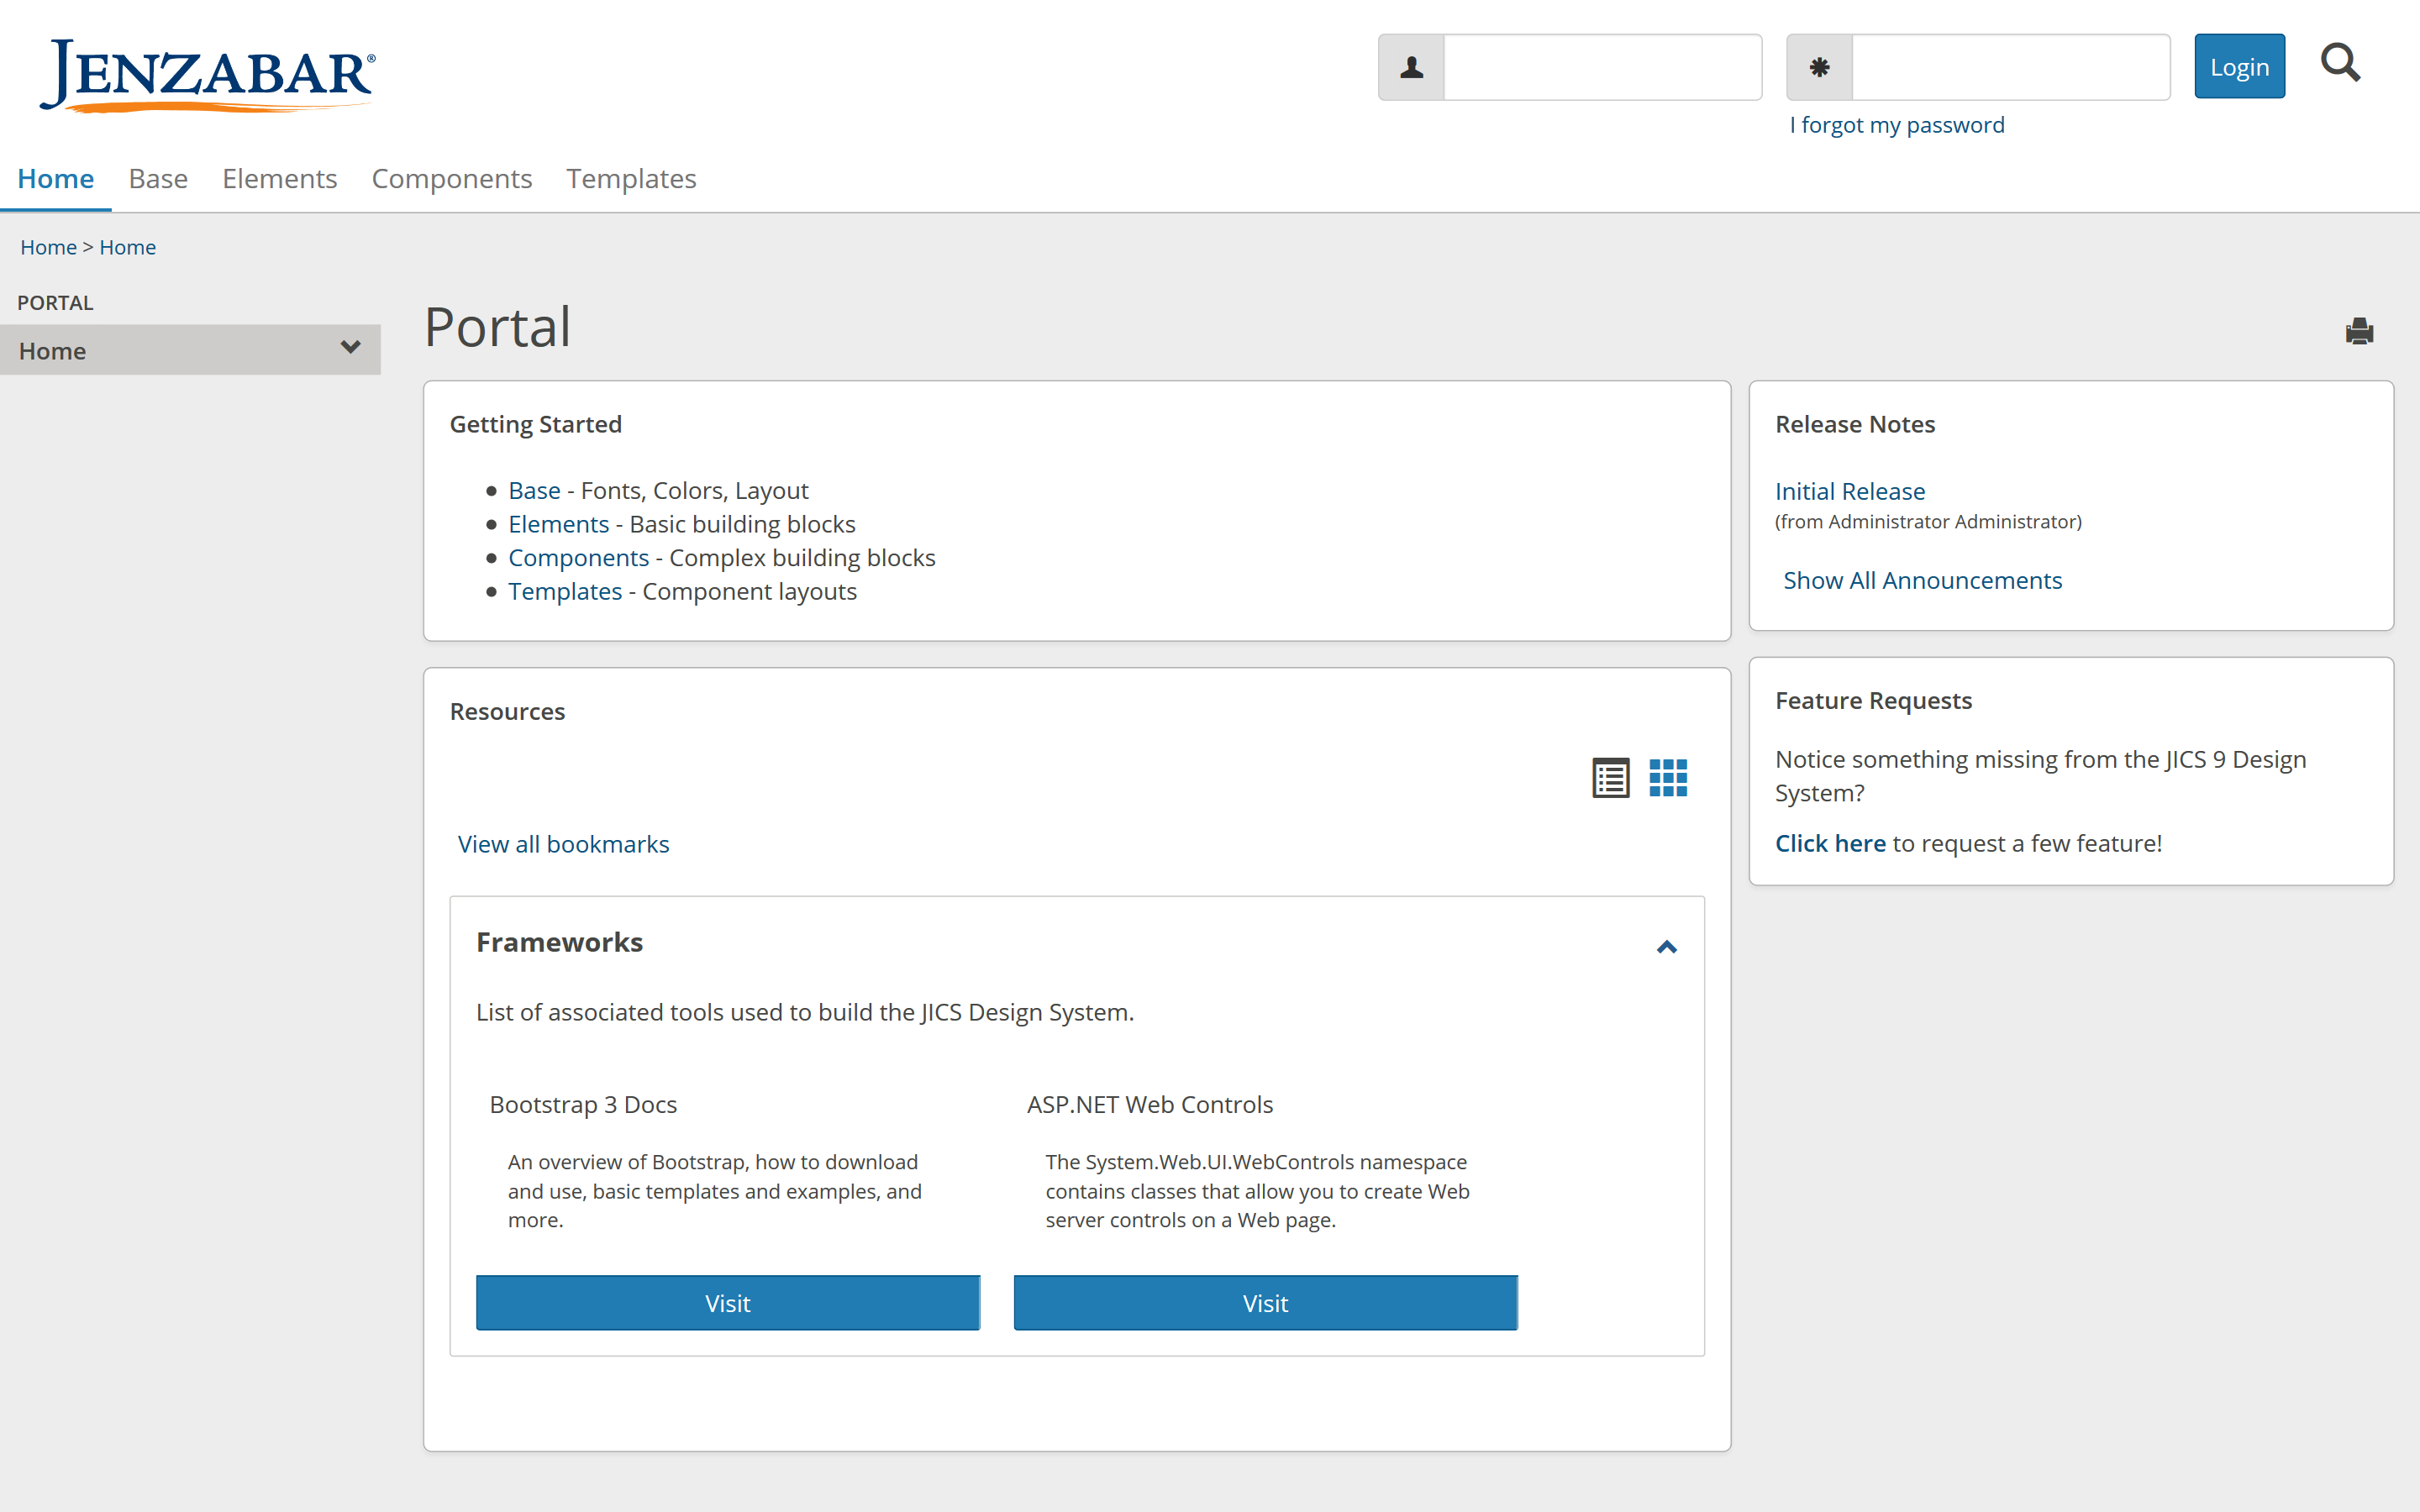 JENZABAR®
Login
I forgot my password
Home Base Elements Components Templates
Home > Home
PORTAL
Home
Portal
Getting Started
Base - Fonts, Colors, Layout
Elements - Basic building blocks
Components - Complex building blocks
Templates - Component layouts
Release Notes
Initial Release
(from Administrator Administrator)
Show All Announcements
Resources
View all bookmarks
Feature Requests
Notice something missing from the JICS 9 Design
System?
Click here to request a few feature!
Frameworks
List of associated tools used to build the JICS Design System.
Bootstrap 3 Docs
An overview of Bootstrap, how to download
and use, basic templates and examples, and
more.
Visit
ASP.NET Web Controls
The System.Web.UI.WebControls namespace
contains classes that allow you to create Web
server controls on a Web page.
Visit